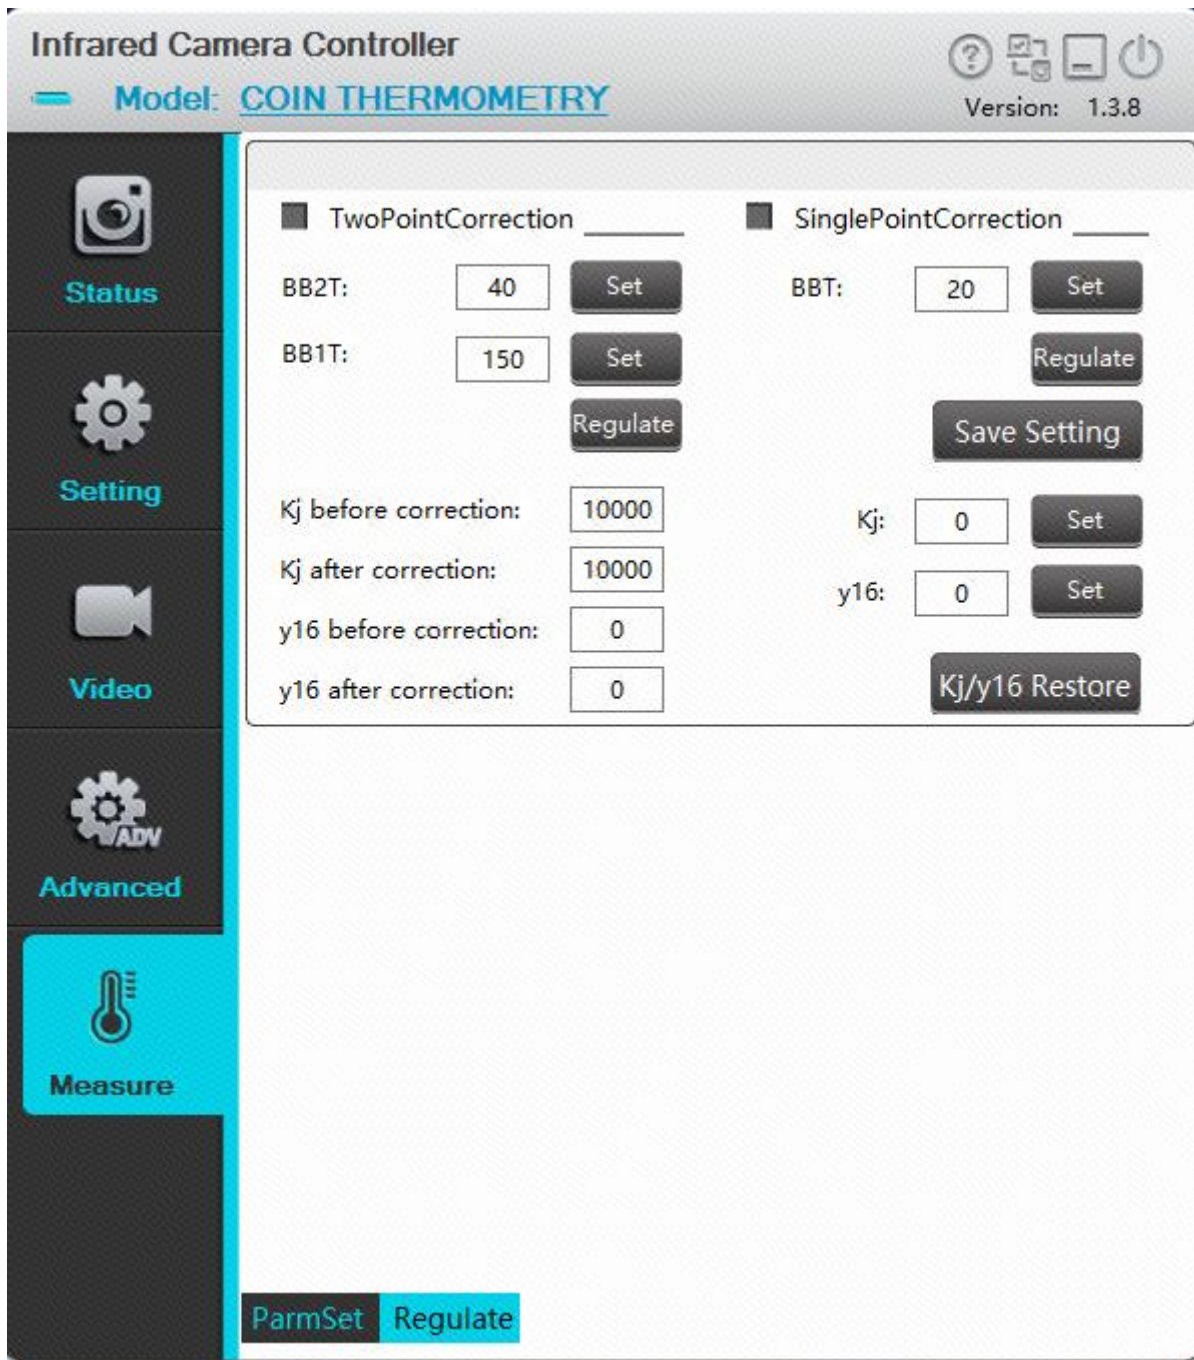 Infrared Camera Controller
Model: COIN THERMOMETRY
Version: 1.3.8
Status
Setting
Video
ADV
Advanced
Measure
TwoPointCorrection
BB2T: 40 Set
BB1T: 150 Set
Regulate
Kj before correction: 10000
Kj after correction: 10000
y16 before correction: 0
y16 after correction: 0
SinglePointCorrection
BBT: 20 Set
Regulate
Save Setting
Kj: 0 Set
y16: 0 Set
Kj/y16 Restore
ParmSet Regulate